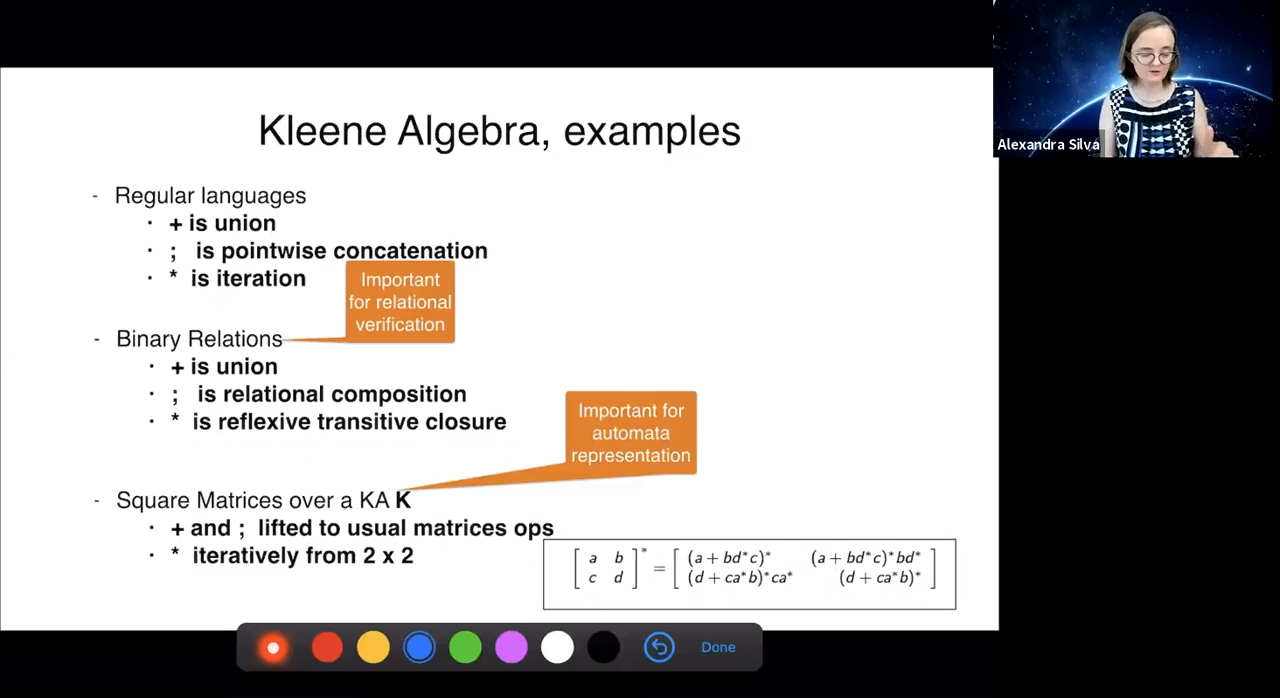 Kleene Algebra, examples
- Regular languages
· + is union
· ; is pointwise concatenation
· * is iteration
Important
for relational
verification
- Binary Relations
· + is union
· ; is relational composition
· * is reflexive transitive closure
Important for
automata
representation
- Square Matrices over a KA K
· + and ; lifted to usual matrices ops
· * iteratively from 2 x 2
[ a b ]* = [ (a + bd*c)* (a + bd*c)*bd* ]
[ c d ] [ (d + ca*b)*ca* (d + ca*b)* ]
Alexandra Silva
Done